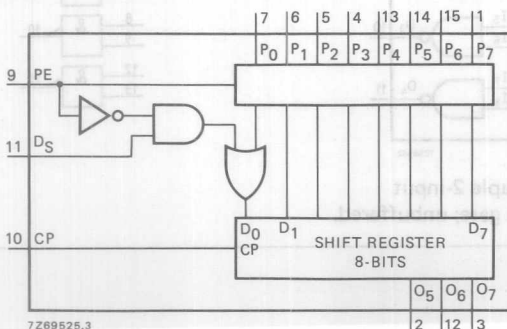 7 6 5 4 13 14 15 1
P0 P1 P2 P3 P4 P5 P6 P7
9 PE
11 DS
D0 D1 D7
10 CP
CP
SHIFT REGISTER
8-BITS
O5 O6 O7
2 12 3
7Z69525.3